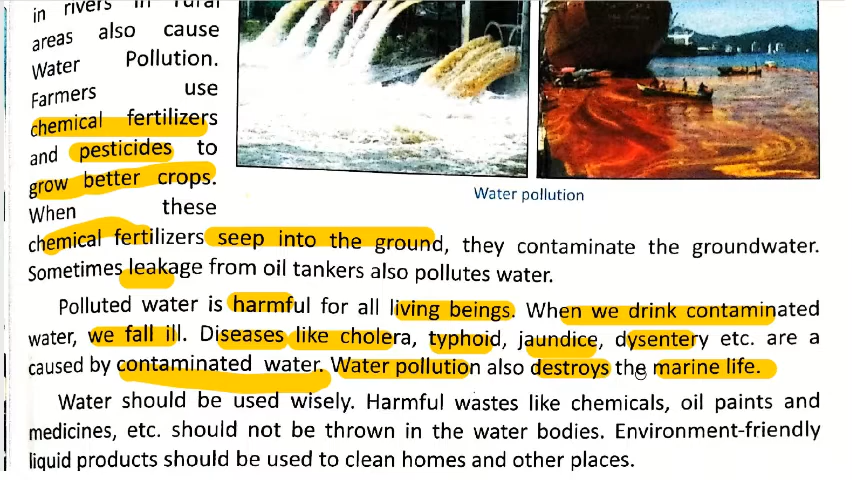 in rivers in rural
areas also cause
Water Pollution.
Farmers use
chemical fertilizers
and pesticides to
grow better crops.
When these
chemical fertilizers seep into the ground, they contaminate the groundwater.
Sometimes leakage from oil tankers also pollutes water.
Water pollution
Polluted water is harmful for all living beings. When we drink contaminated
water, we fall ill. Diseases like cholera, typhoid, jaundice, dysentery etc. are a
caused by contaminated water. Water pollution also destroys the marine life.
Water should be used wisely. Harmful wastes like chemicals, oil paints and
medicines, etc. should not be thrown in the water bodies. Environment-friendly
liquid products should be used to clean homes and other places.